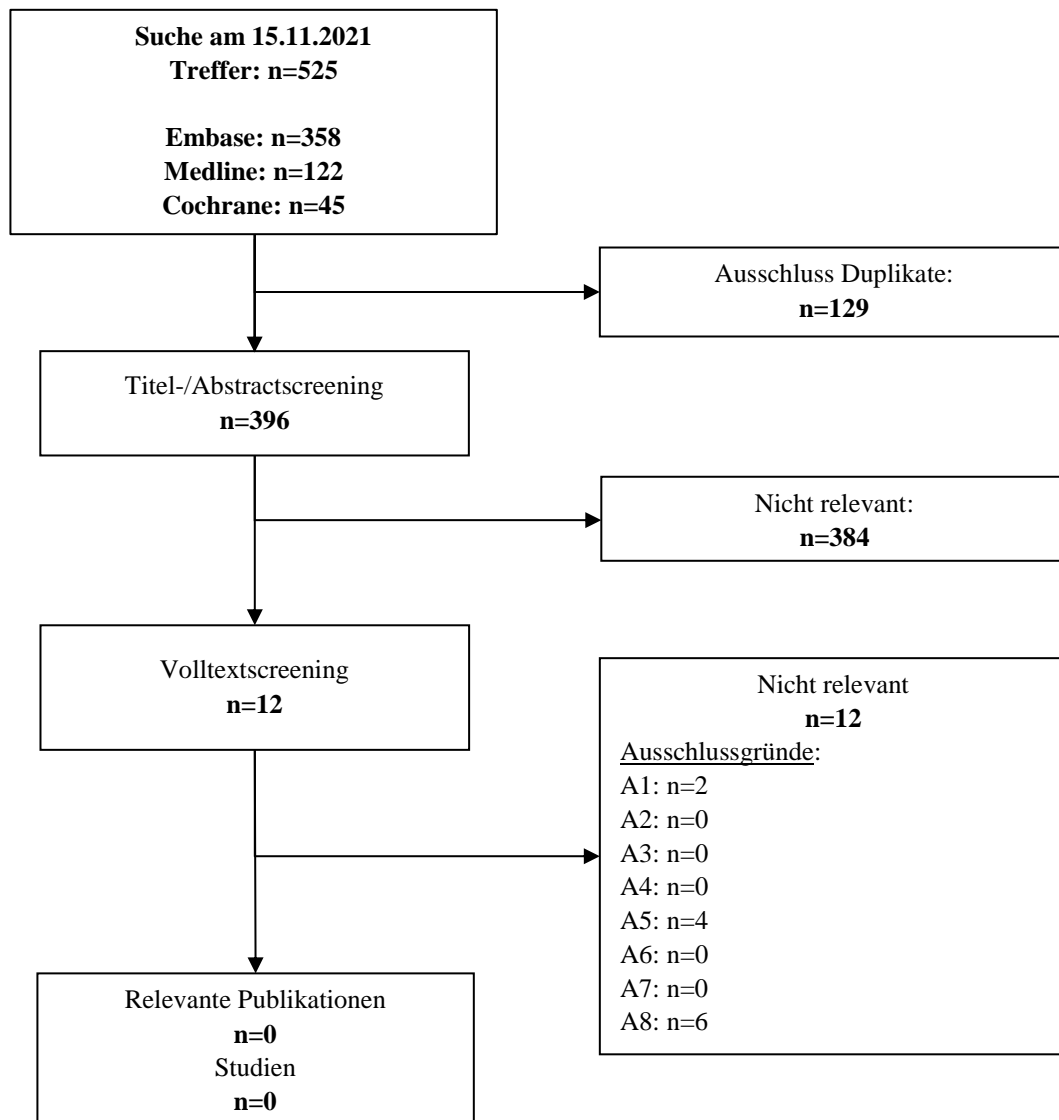 Suche am 15.11.2021
Treffer: n=525
Embase: n=358
Medline: n=122
Cochrane: n=45
Ausschluss Duplikate:
n=129
Titel-/Abstractscreening
n=396
Nicht relevant:
n=384
Volltextscreening
n=12
Nicht relevant
n=12
Ausschlussgründe:
A1: n=2
A2: n=0
A3: n=0
A4: n=0
A5: n=4
A6: n=0
A7: n=0
A8: n=6
Relevante Publikationen
n=0
Studien
n=0